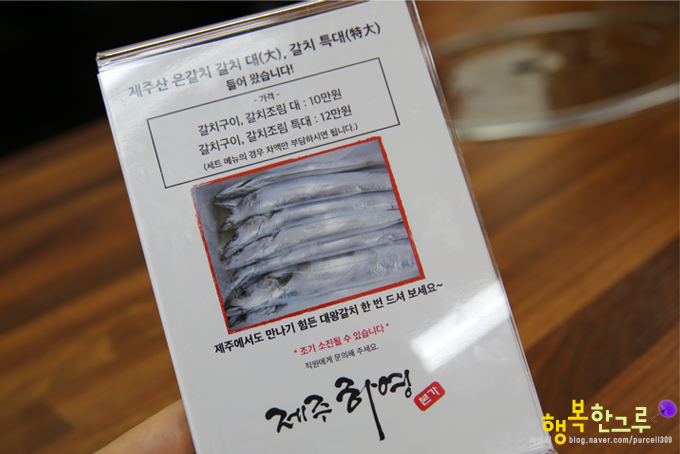 제주산 은갈치 갈치 대(大), 갈치 특대(特大)
들어 왔습니다!
- 가격 -
갈치구이, 갈치조림 대 : 10만원
갈치구이, 갈치조림 특대 : 12만원
(세트 메뉴의 경우 차액만 부담하시면 됩니다.)
제주에서도 만나기 힘든 대왕갈치 한 번 드셔 보세요~
* 조기 소진될 수 있습니다 *
직원에게 문의해 주세요.
제주 하영 본가
행복한그루
blog.naver.com/purcell309